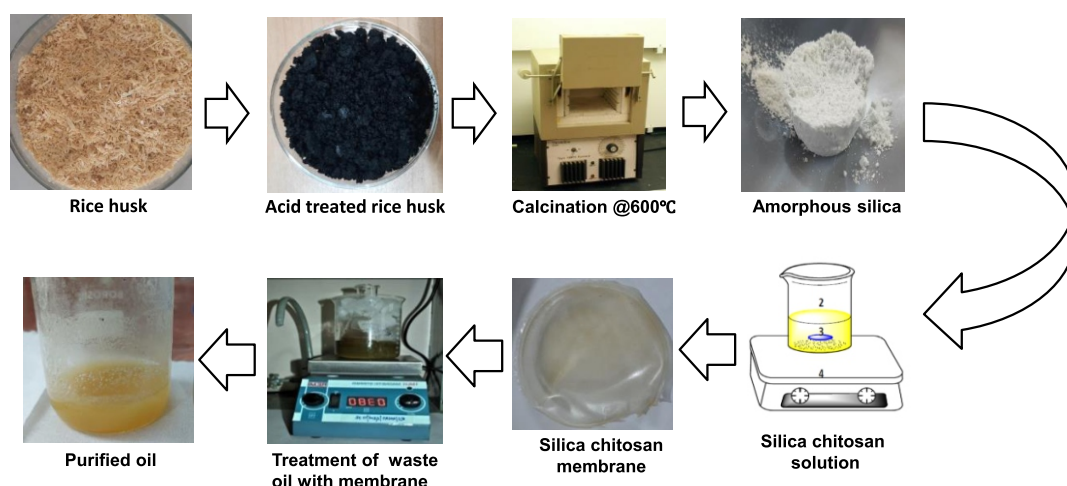 Rice husk
Acid treated rice husk
Calcination @600℃
Amorphous silica
2
3
4
Silica chitosan
solution
Silica chitosan
membrane
0380
Treatment of waste
oil with membrane
Purified oil